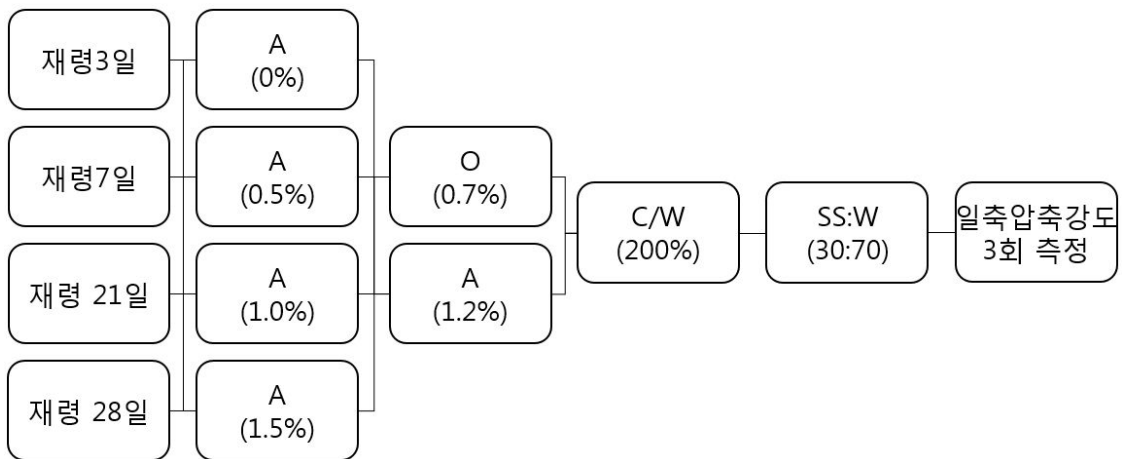 재령3일
재령7일
재령 21일
재령 28일
A
(0%)
A
(0.5%)
A
(1.0%)
A
(1.5%)
O
(0.7%)
A
(1.2%)
C/W
(200%)
SS:W
(30:70)
일축압축강도
3회 측정